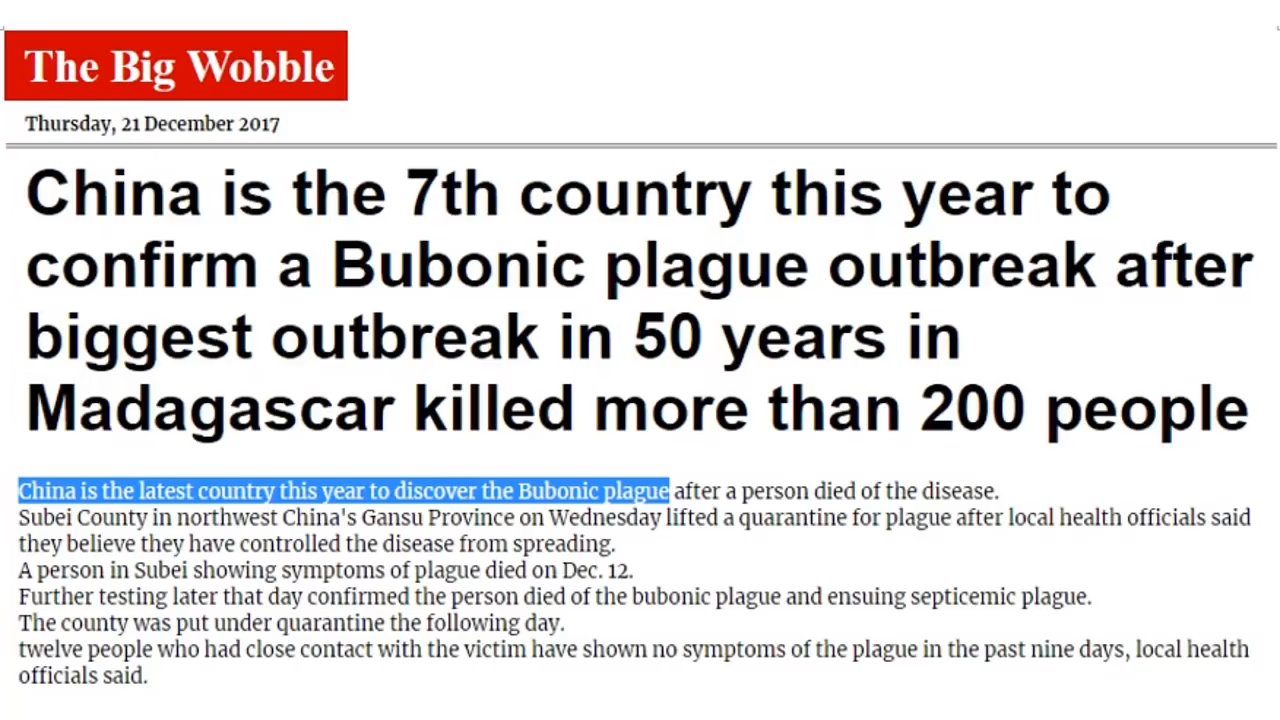 The Big Wobble
Thursday, 21 December 2017
China is the 7th country this year to
confirm a Bubonic plague outbreak after
biggest outbreak in 50 years in
Madagascar killed more than 200 people
China is the latest country this year to discover the Bubonic plague after a person died of the disease.
Subei County in northwest China's Gansu Province on Wednesday lifted a quarantine for plague after local health officials said
they believe they have controlled the disease from spreading.
A person in Subei showing symptoms of plague died on Dec. 12.
Further testing later that day confirmed the person died of the bubonic plague and ensuing septicemic plague.
The county was put under quarantine the following day.
twelve people who had close contact with the victim have shown no symptoms of the plague in the past nine days, local health
officials said.